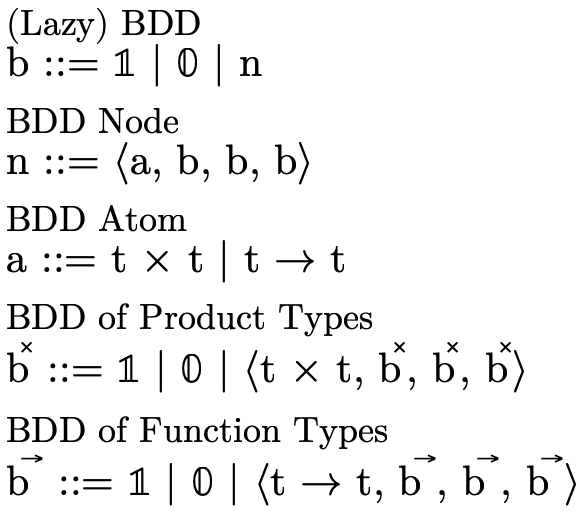 (Lazy) BDD
b ::= 𝟙 | 𝟘 | n
BDD Node
n ::= ⟨a, b, b, b⟩
BDD Atom
a ::= t × t | t → t
BDD of Product Types
b^× ::= 𝟙 | 𝟘 | ⟨t × t, b^×, b^×, b^×⟩
BDD of Function Types
b^→ ::= 𝟙 | 𝟘 | ⟨t → t, b^→, b^→, b^→⟩